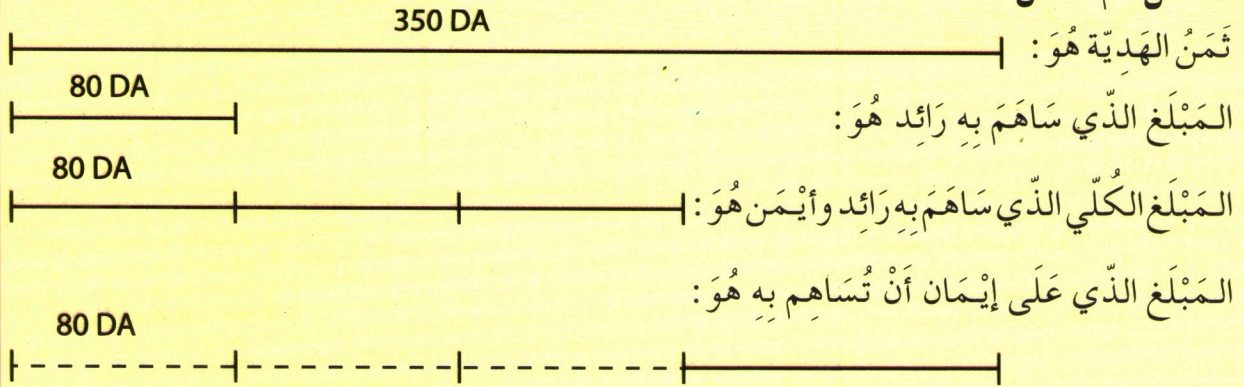 350 DA
ثَمَنُ الهَدِيّة هُوَ :
80 DA
المَبْلَغ الذّي سَاهَمَ بِهِ رَائِد هُوَ :
80 DA
المَبْلَغ الكُلّي الذّي سَاهَمَ بِهِ رَائِد وأيْمَن هُوَ :
المَبْلَغ الذّي عَلَى إيْمَان أَنْ تُسَاهِم بِهِ هُوَ :
80 DA